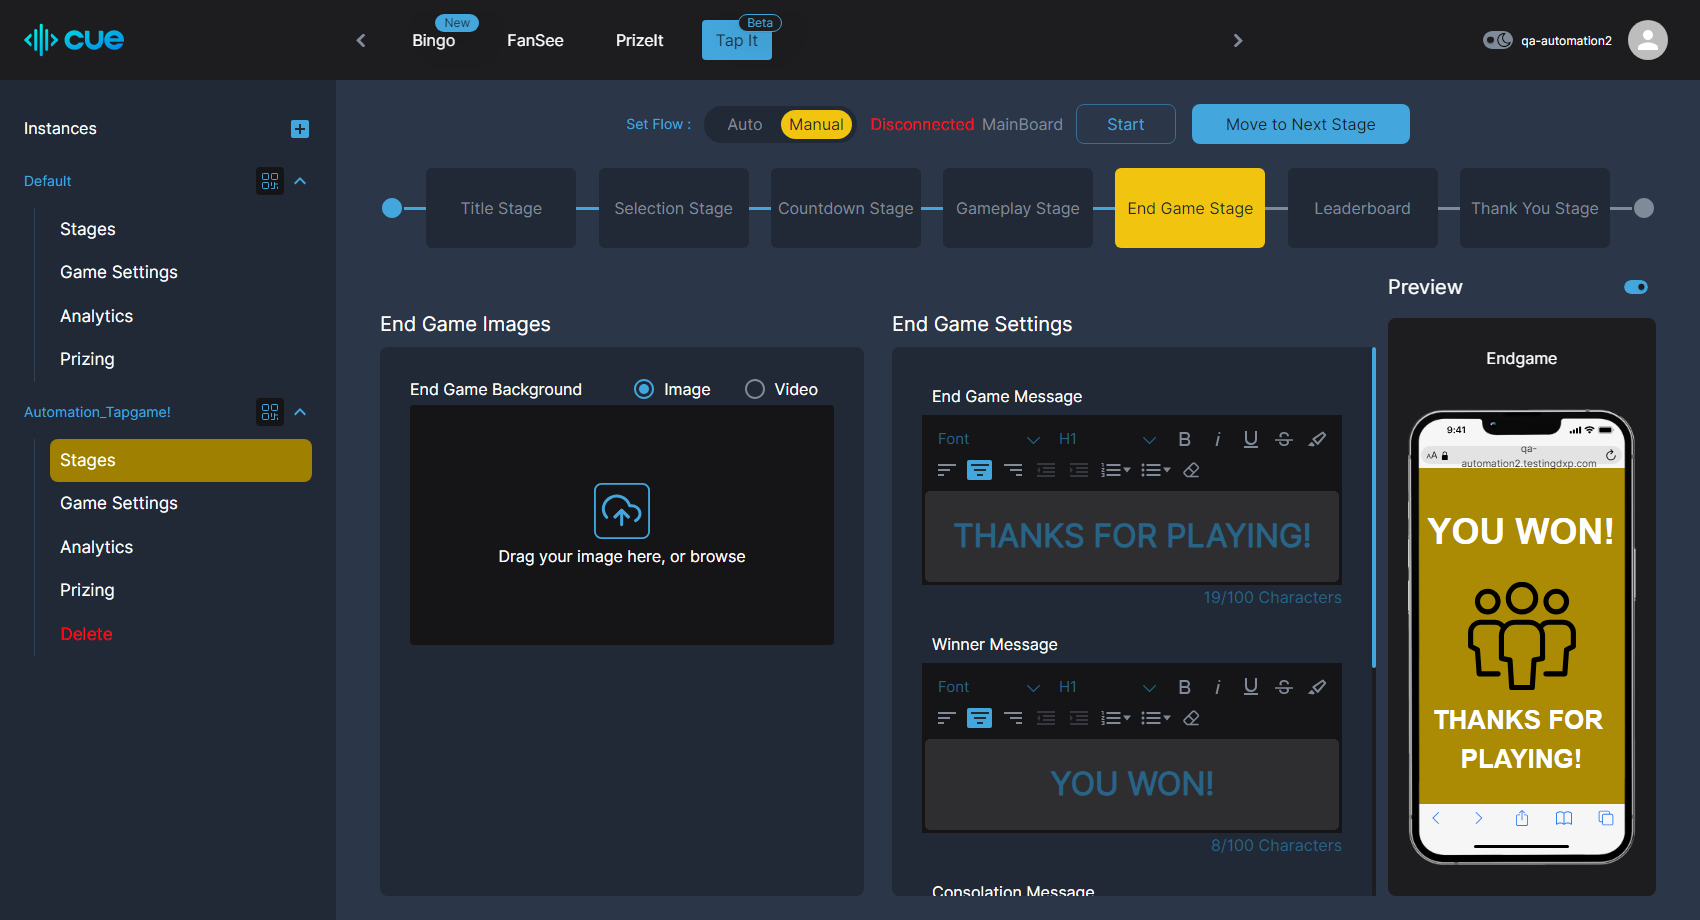 cue
Bingo
New
FanSee
PrizeIt
Tap It
Beta
qa-automation2
Instances
Default
Stages
Game Settings
Analytics
Prizing
Automation_Tapgame!
Stages
Game Settings
Analytics
Prizing
Delete
Set Flow :
Auto
Manual
Disconnected MainBoard
Start
Move to Next Stage
Title Stage
Selection Stage
Countdown Stage
Gameplay Stage
End Game Stage
Leaderboard
Thank You Stage
End Game Images
End Game Background
Image
Video
Drag your image here, or browse
End Game Settings
End Game Message
Font
H1
B
i
U
S
THANKS FOR PLAYING!
19/100 Characters
Winner Message
Font
H1
B
i
U
S
YOU WON!
8/100 Characters
Consolation Message
Preview
Endgame
9:41
AA
qa-
automation2.testingdxp.com
YOU WON!
THANKS FOR
PLAYING!